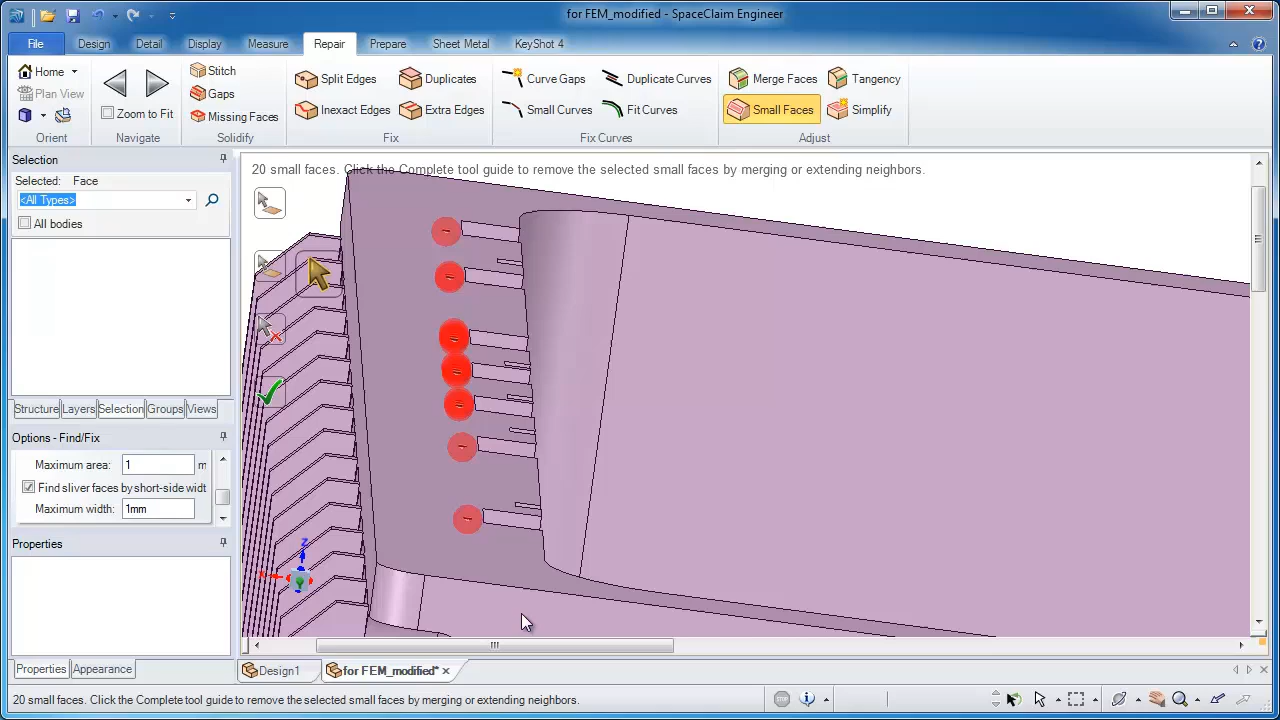 for FEM_modified - SpaceClaim Engineer
File Design Detail Display Measure Repair Prepare Sheet Metal KeyShot 4
Home
Plan View
Orient
Zoom to Fit
Navigate
Stitch
Gaps
Missing Faces
Solidify
Split Edges Duplicates
Inexact Edges Extra Edges
Fix
Curve Gaps Duplicate Curves
Small Curves Fit Curves
Fix Curves
Merge Faces Tangency
Small Faces Simplify
Adjust
Selection
Selected: Face
<All Types>
All bodies
Structure Layers Selection Groups Views
Options - Find/Fix
Maximum area: 1 m
Find sliver faces by short-side widt
Maximum width: 1mm
Properties
Properties Appearance
20 small faces. Click the Complete tool guide to remove the selected small faces by merging or extending neighbors.
Z
Design1 for FEM_modified*
20 small faces. Click the Complete tool guide to remove the selected small faces by merging or extending neighbors.